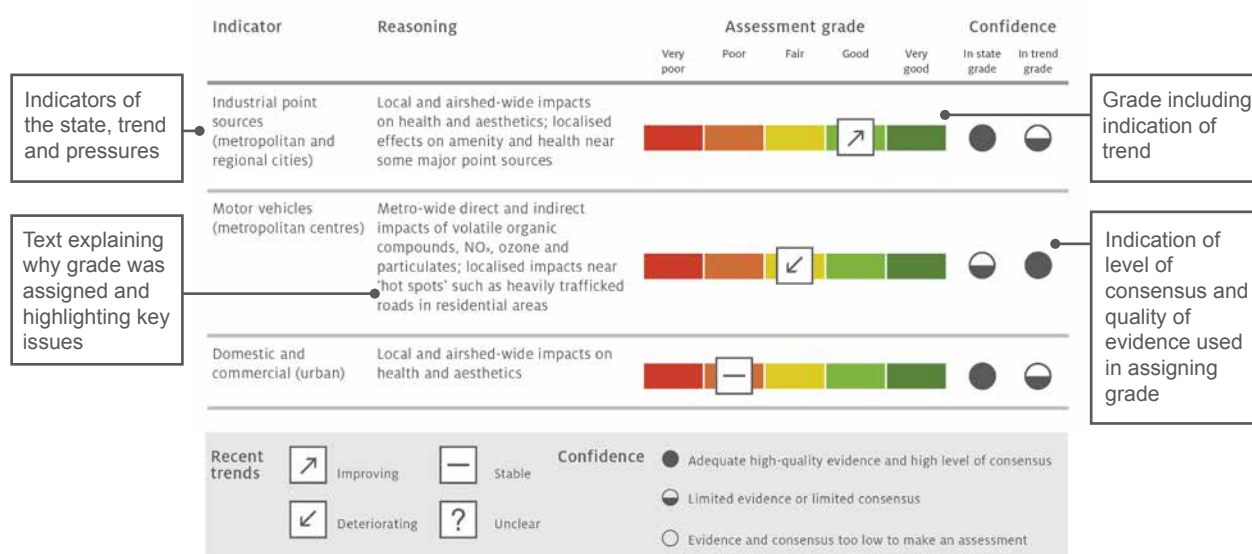 Indicator
Reasoning
Assessment grade
Confidence
Very
poor
Poor
Fair
Good
Very
good
In state
grade
In trend
grade
Indicators of
the state, trend
and pressures
Industrial point
sources
(metropolitan and
regional cities)
Local and airshed-wide impacts
on health and aesthetics; localised
effects on amenity and health near
some major point sources
Grade including
indication of
trend
Motor vehicles
(metropolitan centres)
Metro-wide direct and indirect
impacts of volatile organic
compounds, NOₓ, ozone and
particulates; localised impacts near
'hot spots' such as heavily trafficked
roads in residential areas
Text explaining
why grade was
assigned and
highlighting key
issues
Indication of
level of
consensus and
quality of
evidence used
in assigning
grade
Domestic and
commercial (urban)
Local and airshed-wide impacts on
health and aesthetics
Recent
trends
Improving
Stable
Deteriorating
?
Unclear
Confidence
Adequate high-quality evidence and high level of consensus
Limited evidence or limited consensus
Evidence and consensus too low to make an assessment